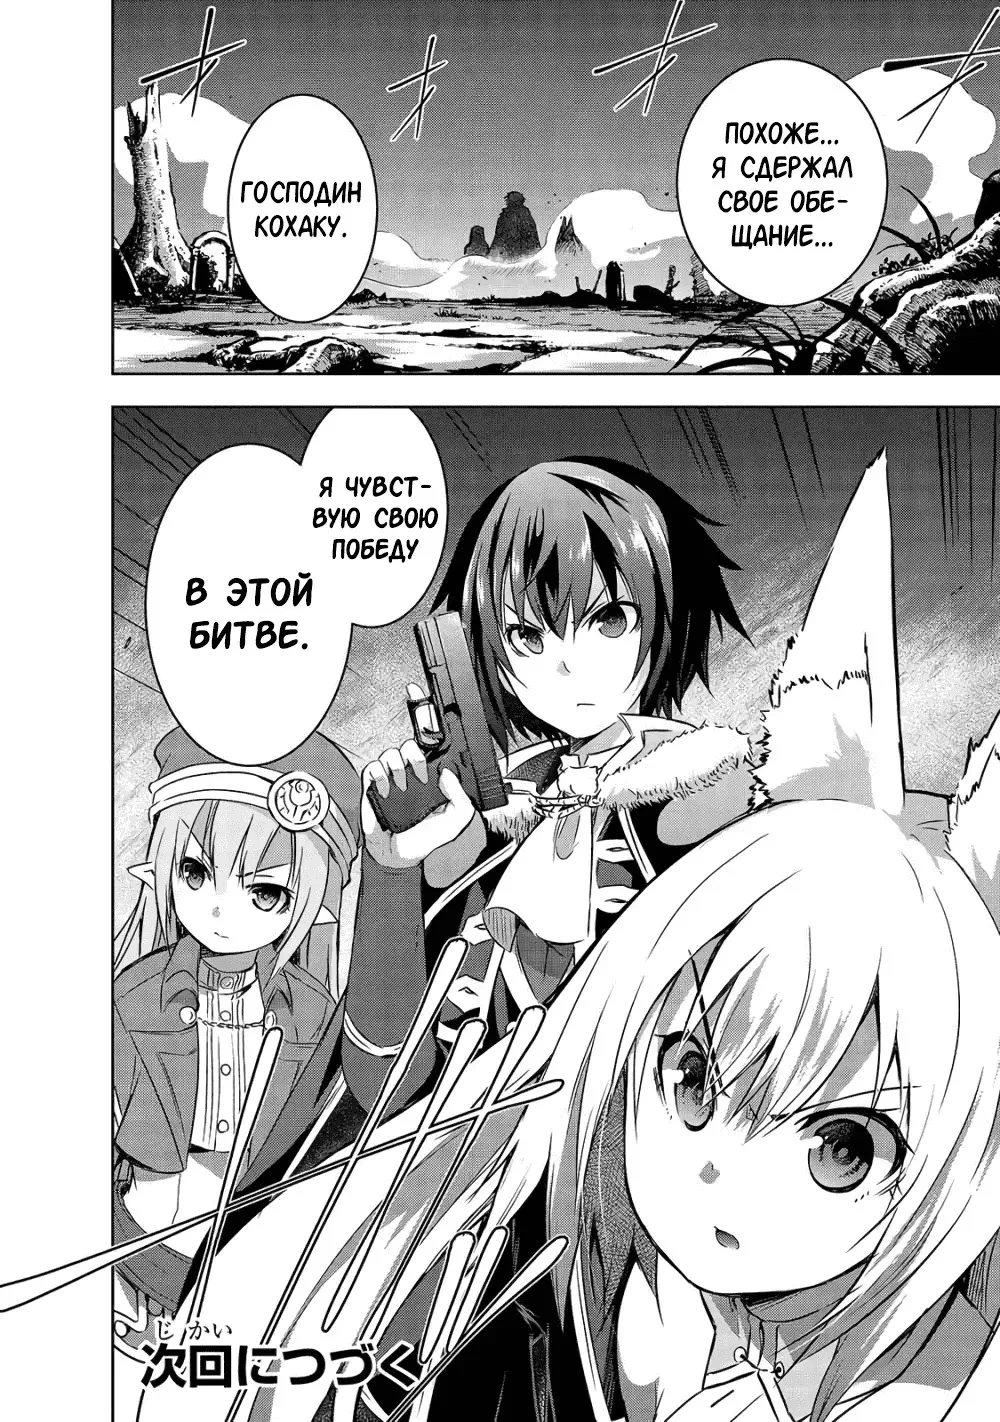 ПОХОЖЕ...
Я СДЕРЖАЛ
СВОЕ ОБЕ-
ЩАНИЕ...
ГОСПОДИН
КОХАКУ.
Я ЧУВСТ-
ВУЮ СВОЮ
ПОБЕДУ
В ЭТОЙ
БИТВЕ.
じかい
次回につづく